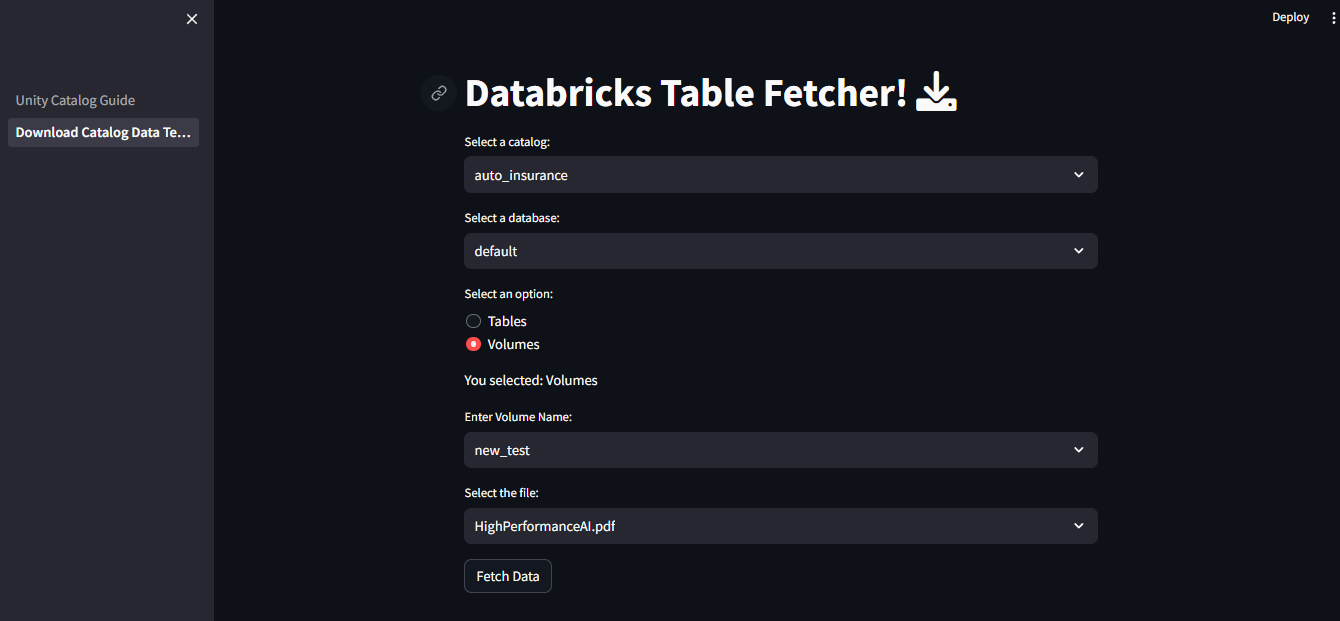 Deploy
Unity Catalog Guide
Download Catalog Data Te...
Databricks Table Fetcher!
Select a catalog:
auto_insurance
Select a database:
default
Select an option:
Tables
Volumes
You selected: Volumes
Enter Volume Name:
new_test
Select the file:
HighPerformanceAI.pdf
Fetch Data